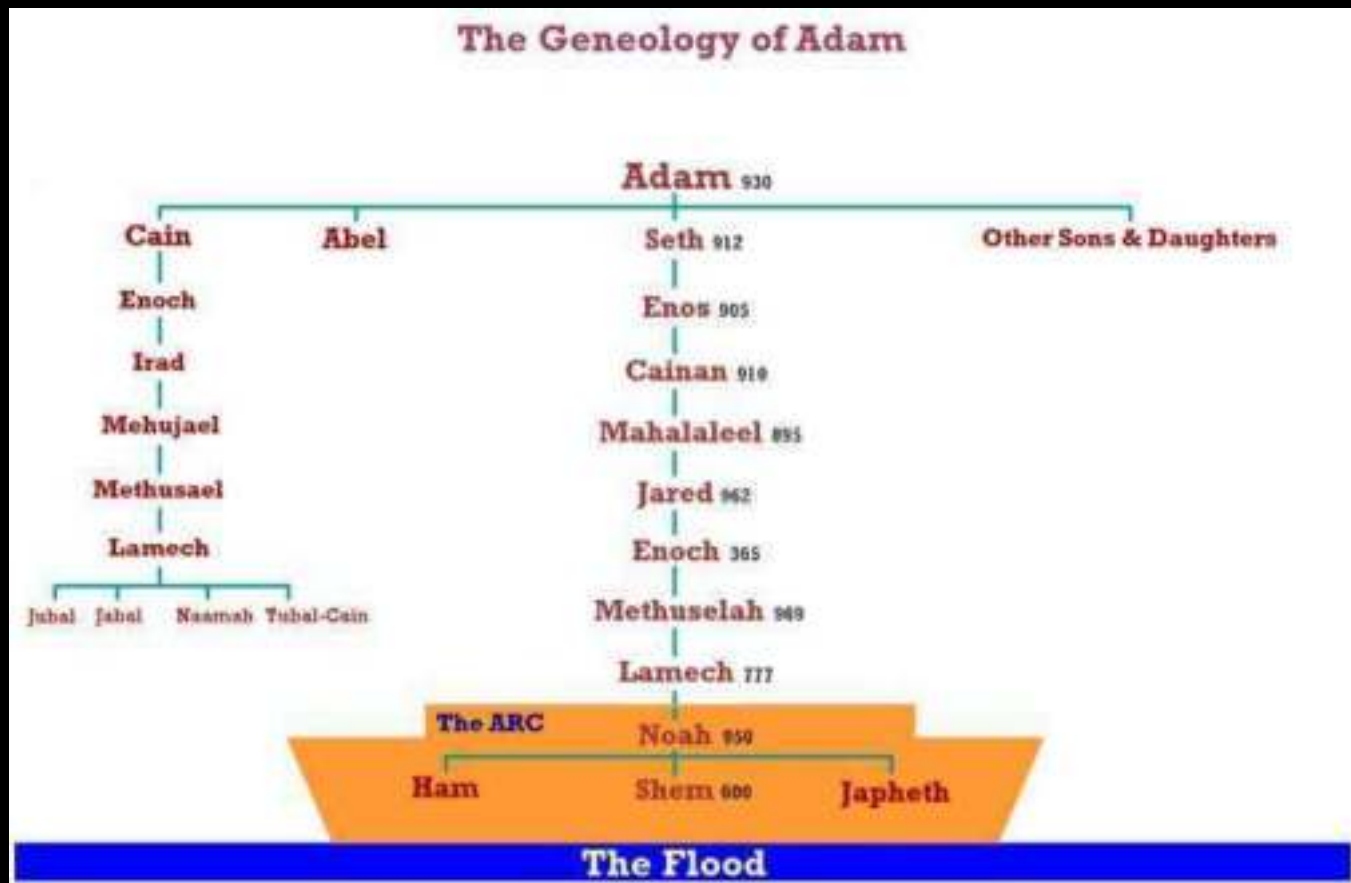 The Geneology of Adam
Adam 930
Cain Abel Seth 912 Other Sons & Daughters
Enoch Enos 905
Irad Cainan 910
Mehujael Mahalaleel 895
Methusael Jared 962
Lamech Enoch 365
Jubal Jabal Naamah Tubal-Cain Methuselah 969
Lamech 777
The ARC Noah 950
Ham Shem 600 Japheth
The Flood